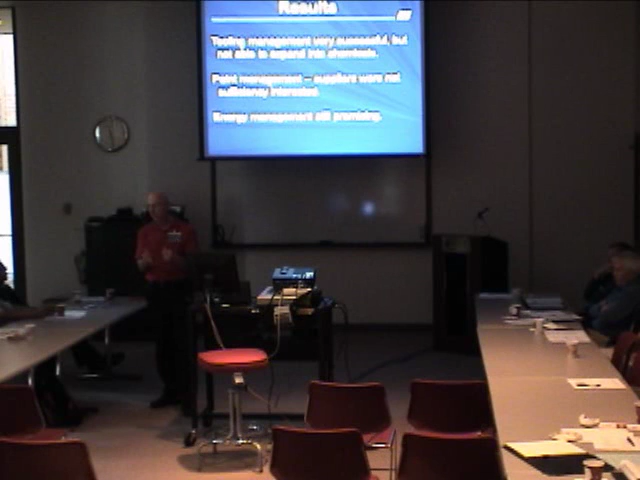 Results
Tooling management very successful, but
not able to expand into chemicals.
Paint management – suppliers were not
sufficiently interested.
Energy management still promising.